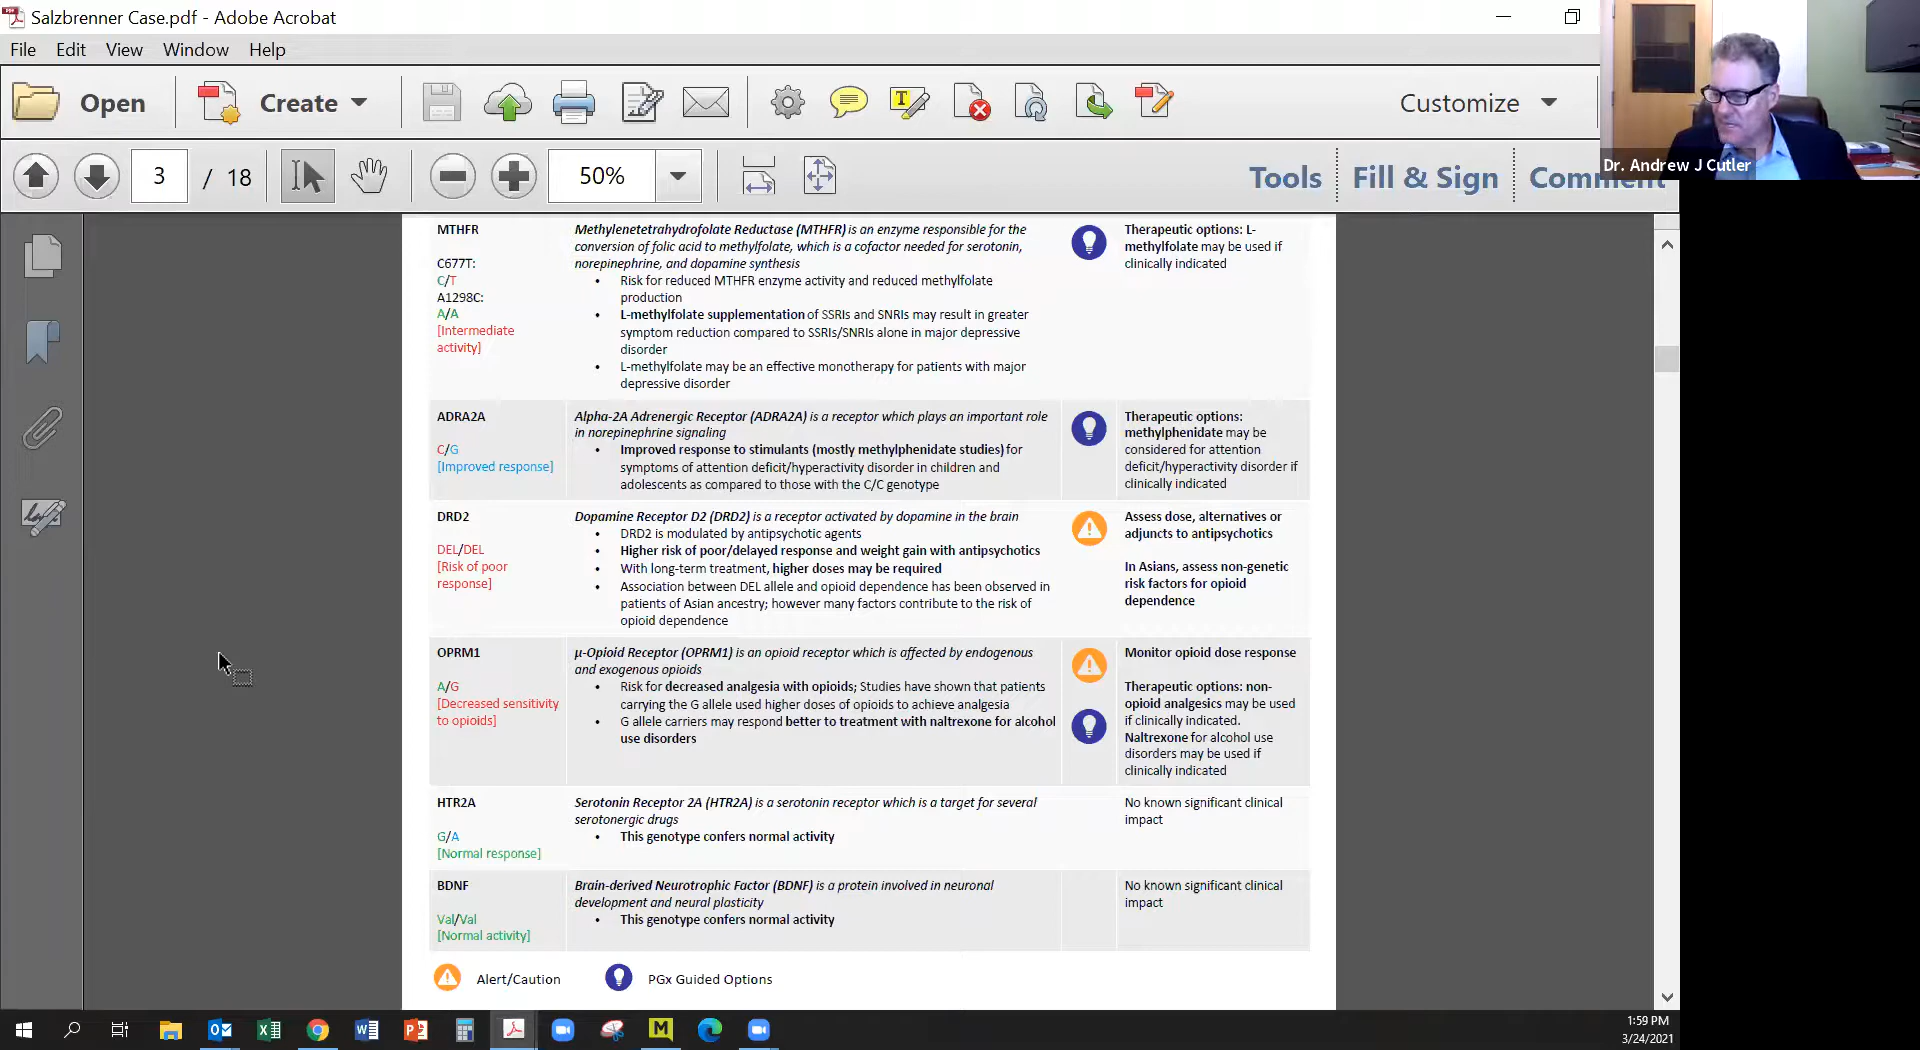 Salzbrenner Case.pdf - Adobe Acrobat
File Edit View Window Help
Open Create Customize
3 / 18 50% Tools Fill & Sign Comment
Dr. Andrew J Cutler
MTHFR
C677T:
C/T
A1298C:
A/A
[Intermediate
activity]
Methylenetetrahydrofolate Reductase (MTHFR) is an enzyme responsible for the
conversion of folic acid to methylfolate, which is a cofactor needed for serotonin,
norepinephrine, and dopamine synthesis
• Risk for reduced MTHFR enzyme activity and reduced methylfolate
production
• L-methylfolate supplementation of SSRIs and SNRIs may result in greater
symptom reduction compared to SSRIs/SNRIs alone in major depressive
disorder
• L-methylfolate may be an effective monotherapy for patients with major
depressive disorder
Therapeutic options: L-
methylfolate may be used if
clinically indicated
ADRA2A
C/G
[Improved response]
Alpha-2A Adrenergic Receptor (ADRA2A) is a receptor which plays an important role
in norepinephrine signaling
• Improved response to stimulants (mostly methylphenidate studies) for
symptoms of attention deficit/hyperactivity disorder in children and
adolescents as compared to those with the C/C genotype
Therapeutic options:
methylphenidate may be
considered for attention
deficit/hyperactivity disorder if
clinically indicated
DRD2
DEL/DEL
[Risk of poor
response]
Dopamine Receptor D2 (DRD2) is a receptor activated by dopamine in the brain
• DRD2 is modulated by antipsychotic agents
• Higher risk of poor/delayed response and weight gain with antipsychotics
• With long-term treatment, higher doses may be required
• Association between DEL allele and opioid dependence has been observed in
patients of Asian ancestry; however many factors contribute to the risk of
opioid dependence
Assess dose, alternatives or
adjuncts to antipsychotics
In Asians, assess non-genetic
risk factors for opioid
dependence
OPRM1
A/G
[Decreased sensitivity
to opioids]
μ-Opioid Receptor (OPRM1) is an opioid receptor which is affected by endogenous
and exogenous opioids
• Risk for decreased analgesia with opioids; Studies have shown that patients
carrying the G allele used higher doses of opioids to achieve analgesia
• G allele carriers may respond better to treatment with naltrexone for alcohol
use disorders
Monitor opioid dose response
Therapeutic options: non-
opioid analgesics may be used
if clinically indicated.
Naltrexone for alcohol use
disorders may be used if
clinically indicated
HTR2A
G/A
[Normal response]
Serotonin Receptor 2A (HTR2A) is a serotonin receptor which is a target for several
serotonergic drugs
• This genotype confers normal activity
No known significant clinical
impact
BDNF
Val/Val
[Normal activity]
Brain-derived Neurotrophic Factor (BDNF) is a protein involved in neuronal
development and neural plasticity
• This genotype confers normal activity
No known significant clinical
impact
Alert/Caution PGx Guided Options
1:59 PM
3/24/2021